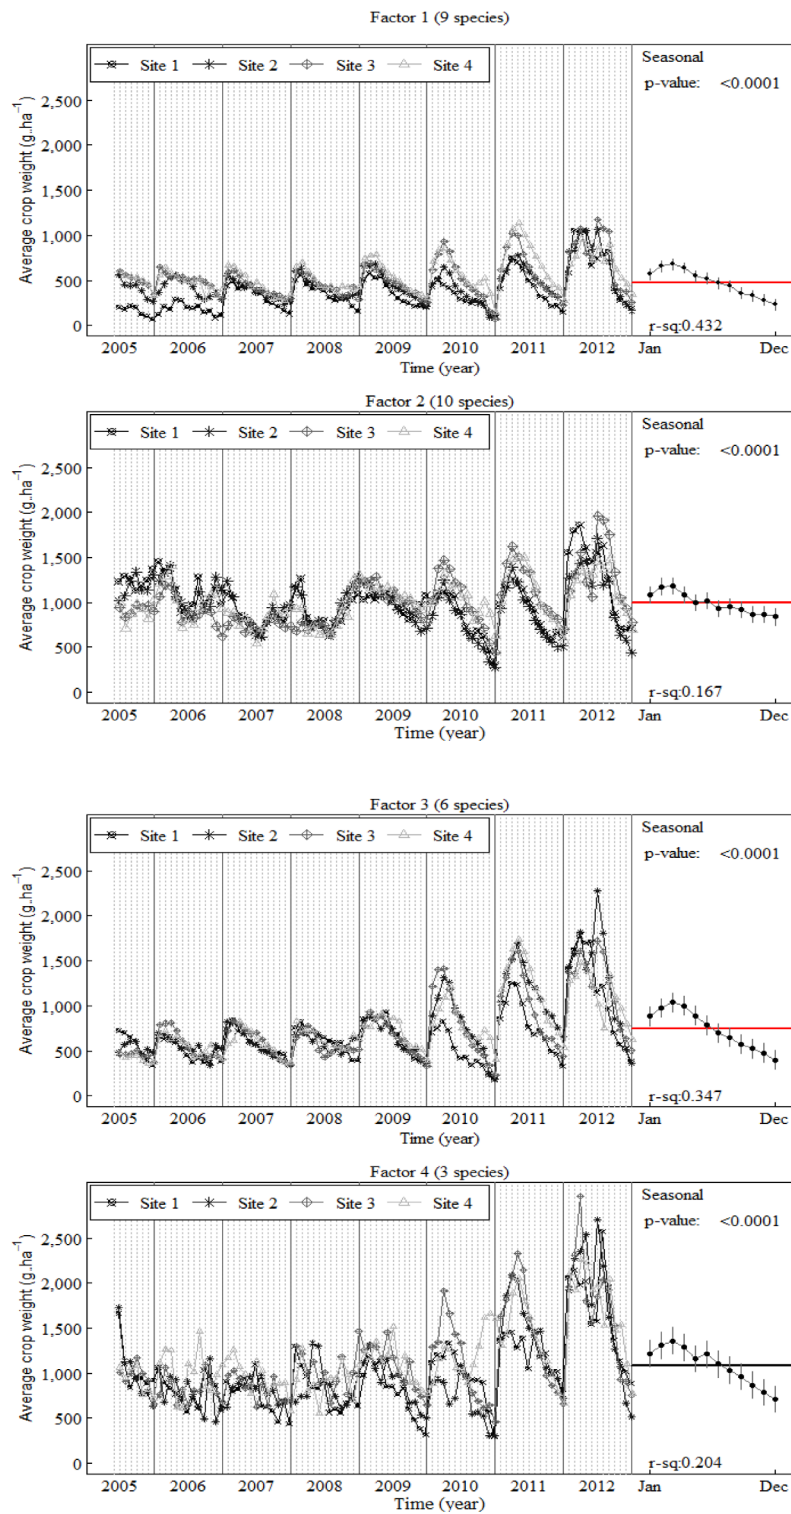 Factor 1 (9 species)
Site 1 Site 2 Site 3 Site 4
Seasonal
p-value: <0.0001
2,500
2,000
1,500
1,000
500
0
Average crop weight (g.ha⁻¹)
r-sq:0.432
2005 2006 2007 2008 2009 2010 2011 2012 Jan Dec
Time (year)
Factor 2 (10 species)
Site 1 Site 2 Site 3 Site 4
Seasonal
p-value: <0.0001
2,500
2,000
1,500
1,000
500
0
Average crop weight (g.ha⁻¹)
r-sq:0.167
2005 2006 2007 2008 2009 2010 2011 2012 Jan Dec
Time (year)
Factor 3 (6 species)
Site 1 Site 2 Site 3 Site 4
Seasonal
p-value: <0.0001
2,500
2,000
1,500
1,000
500
0
Average crop weight (g.ha⁻¹)
r-sq:0.347
2005 2006 2007 2008 2009 2010 2011 2012 Jan Dec
Time (year)
Factor 4 (3 species)
Site 1 Site 2 Site 3 Site 4
Seasonal
p-value: <0.0001
2,500
2,000
1,500
1,000
500
0
Average crop weight (g.ha⁻¹)
r-sq:0.204
2005 2006 2007 2008 2009 2010 2011 2012 Jan Dec
Time (year)